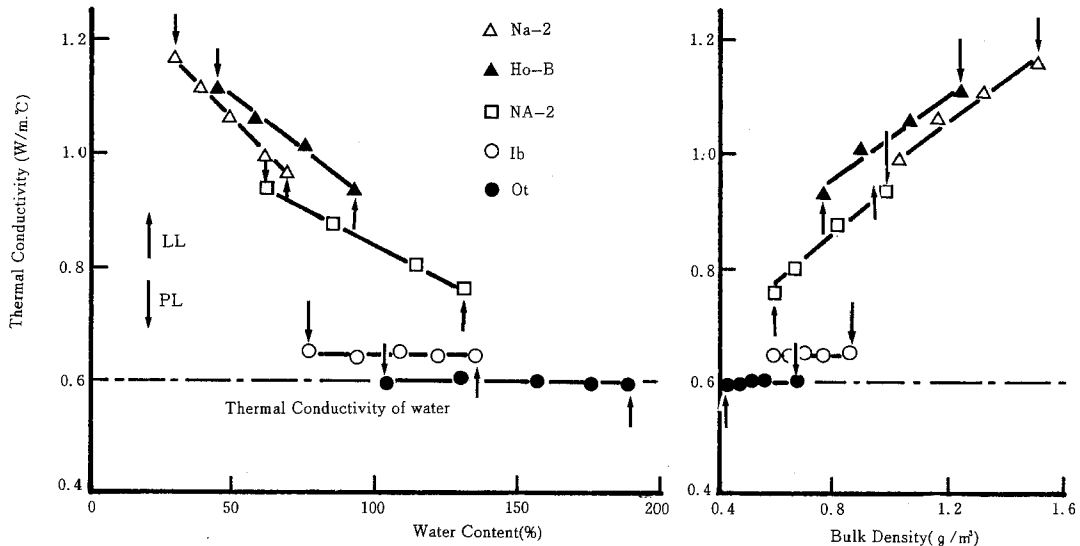 Thermal Conductivity (W/m.℃)
1.2
1.0
0.8
0.6
0.4
0
50
100
150
200
Water Content(%)
LL
PL
Thermal Conductivity of water
Na-2
Ho-B
NA-2
Ib
Ot
1.2
1.0
0.8
0.6
0.4
0.4
0.8
1.2
1.6
Bulk Density( g /m³)